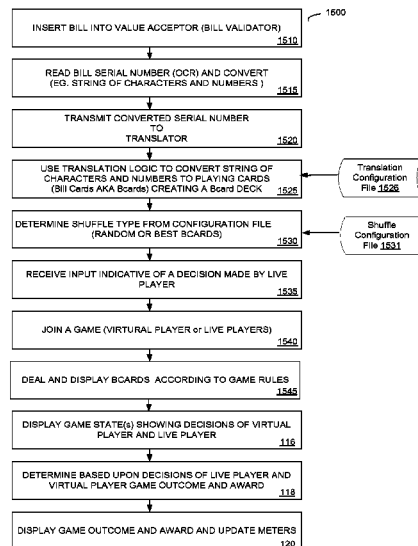 1500
INSERT BILL INTO VALUE ACCEPTOR (BILL VALIDATOR)
1510
READ BILL SERIAL NUMBER (OCR) AND CONVERT
(EG. STRING OF CHARACTERS AND NUMBERS )
1515
TRANSMIT CONVERTED SERIAL NUMBER
TO
TRANSLATOR
1520
USE TRANSLATION LOGIC TO CONVERT STRING OF
CHARACTERS AND NUMBERS TO PLAYING CARDS
(Bill Cards AKA Bcards) CREATING A Bcard DECK
1525
Translation
Configuration
File 1526
DETERMINE SHUFFLE TYPE FROM CONFIGURATION FILE
(RANDOM OR BEST BCARDS)
1530
Shuffle
Configuration
File 1531
RECEIVE INPUT INDICATIVE OF A DECISION MADE BY LIVE
PLAYER
1535
JOIN A GAME (VIRTURAL PLAYER or LIVE PLAYERS)
1540
DEAL AND DISPLAY BCARDS ACCORDING TO GAME RULES
1545
DISPLAY GAME STATE(s) SHOWING DECISIONS OF VIRTUAL
PLAYER AND LIVE PLAYER
116
DETERMINE BASED UPON DECISIONS OF LIVE PLAYER AND
VIRTUAL PLAYER GAME OUTCOME AND AWARD
118
DISPLAY GAME OUTCOME AND AWARD AND UPDATE METERS
120